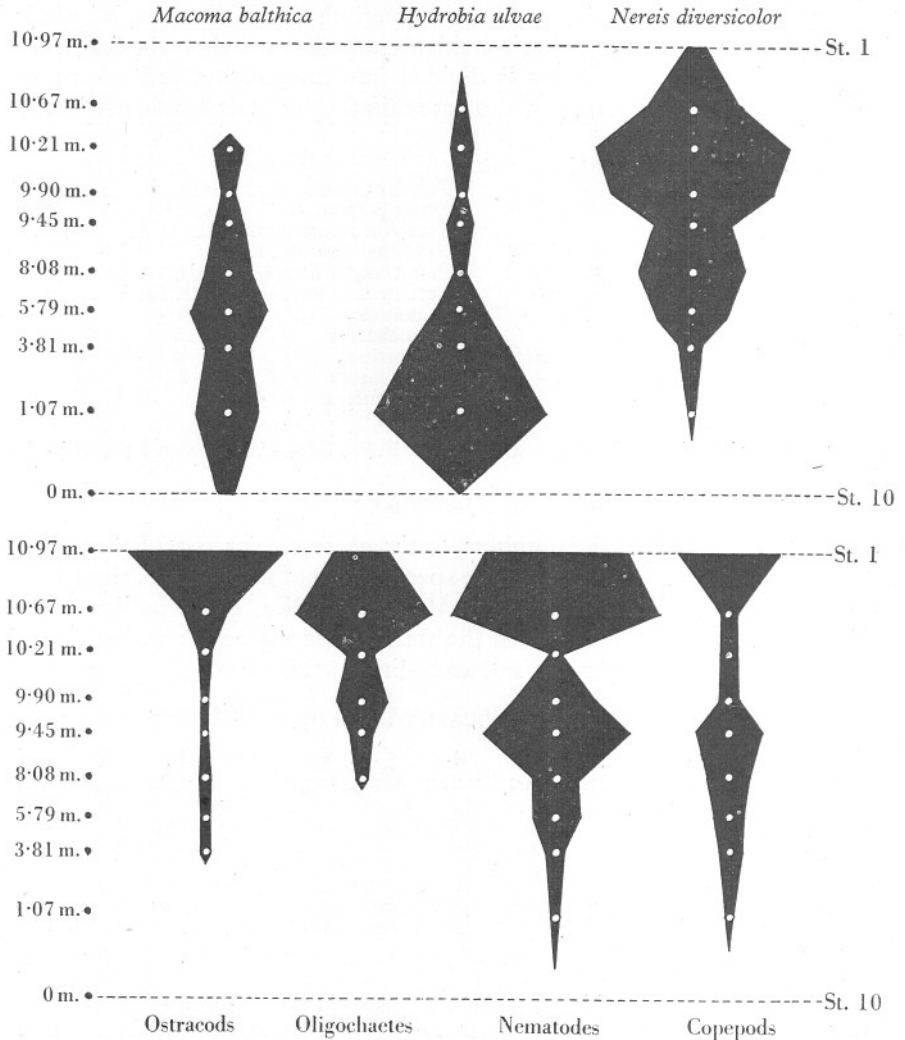 Macoma balthica Hydrobia ulvae Nereis diversicolor
10·97 m. St. 1
10·67 m.
10·21 m.
9·90 m.
9·45 m.
8·08 m.
5·79 m.
3·81 m.
1·07 m.
0 m. St. 10
10·97 m. St. 1
10·67 m.
10·21 m.
9·90 m.
9·45 m.
8·08 m.
5·79 m.
3·81 m.
1·07 m.
0 m. St. 10
Ostracods Oligochaetes Nematodes Copepods